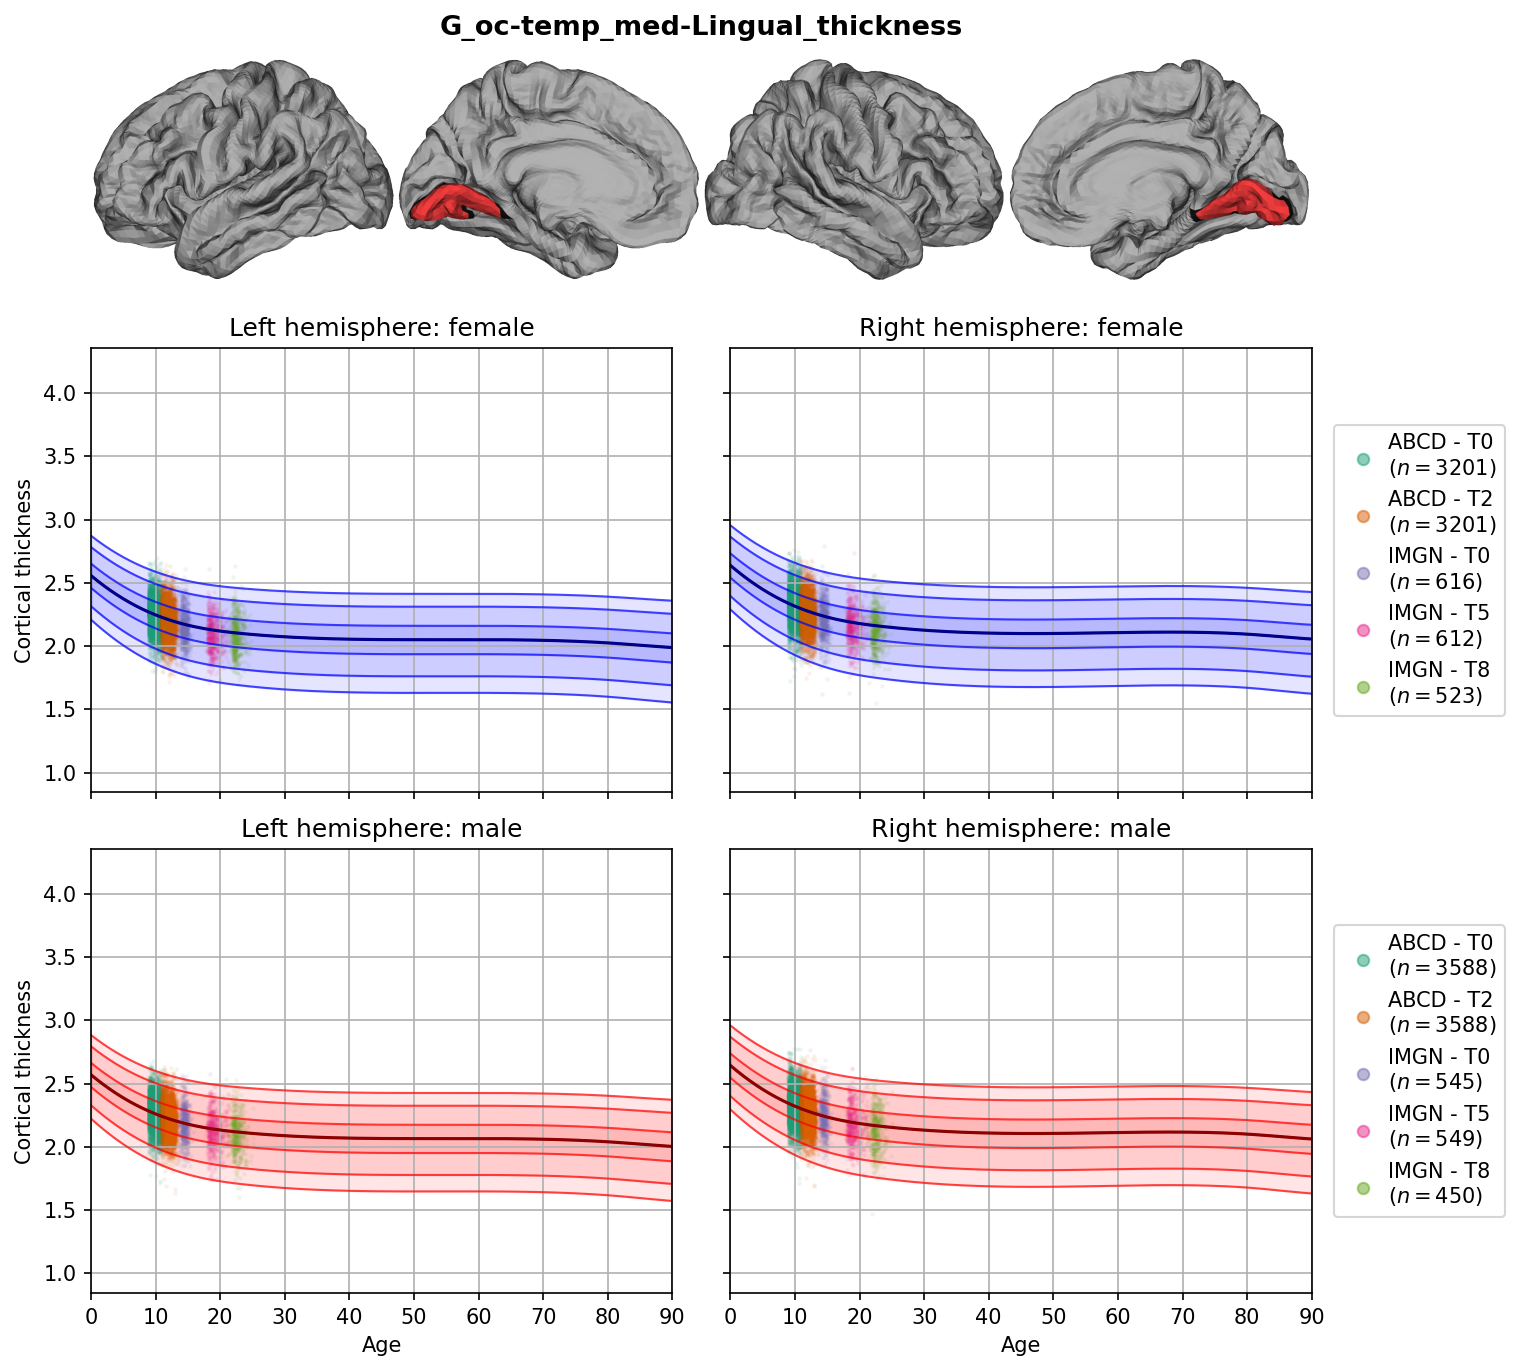 G_oc-temp_med-Lingual_thickness
Left hemisphere: female
Right hemisphere: female
Cortical thickness
4.0
3.5
3.0
2.5
2.0
1.5
1.0
ABCD - T0
(n = 3201)
ABCD - T2
(n = 3201)
IMGN - T0
(n = 616)
IMGN - T5
(n = 612)
IMGN - T8
(n = 523)
Left hemisphere: male
Right hemisphere: male
Cortical thickness
4.0
3.5
3.0
2.5
2.0
1.5
1.0
0 10 20 30 40 50 60 70 80 90
0 10 20 30 40 50 60 70 80 90
Age
Age
ABCD - T0
(n = 3588)
ABCD - T2
(n = 3588)
IMGN - T0
(n = 545)
IMGN - T5
(n = 549)
IMGN - T8
(n = 450)